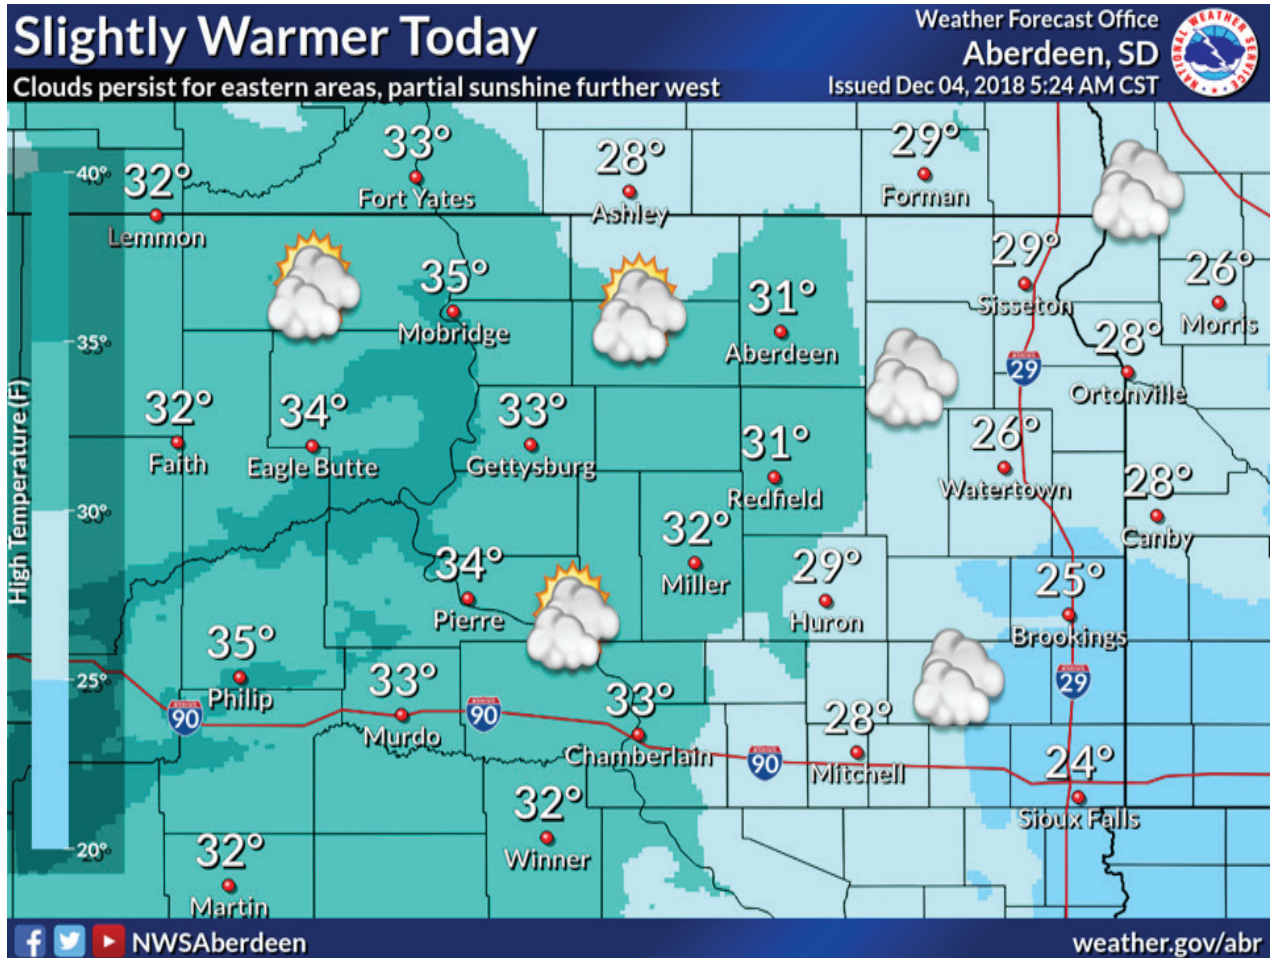 Slightly Warmer Today
Clouds persist for eastern areas, partial sunshine further west
Weather Forecast Office
Aberdeen, SD
Issued Dec 04, 2018 5:24 AM CST
NATIONAL WEATHER SERVICE
High Temperature (F)
40°
35°
30°
25°
20°
32°
Lemmon
33°
Fort Yates
28°
Ashley
29°
Forman
35°
Mobridge
31°
Aberdeen
29°
Sisseton
26°
Morris
28°
Ortonville
29
32°
Faith
34°
Eagle Butte
33°
Gettysburg
31°
Redfield
26°
Watertown
28°
Canby
34°
Pierre
32°
Miller
29°
Huron
25°
Brookings
35°
Philip
33°
Murdo
33°
Chamberlain
28°
Mitchell
24°
Sioux Falls
90
90
90
29
32°
Winner
32°
Martin
NWSAberdeen
weather.gov/abr